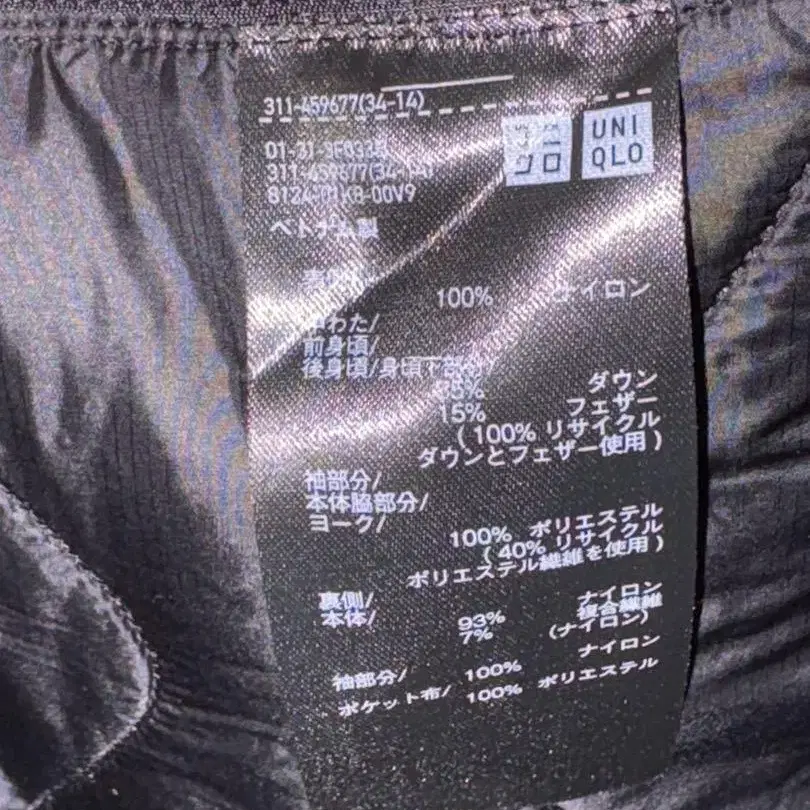 311-459677(34-14)
ユニ
クロ
UNI
QLO
311-459677(34-14)
ベトナム製
100% ナイロン
中わた/
前身頃/
後身頃/身頃下部分/
85% ダウン
15% フェザー
(100% リサイクル
ダウンとフェザー使用)
袖部分/
本体脇部分/
ヨーク/
100% ポリエステル
(40% リサイクル
ポリエステル繊維を使用)
裏側/
本体/
93% ナイロン
7% 複合繊維
(ナイロン)
袖部分/ 100% ナイロン
ポケット布/ 100% ポリエステル